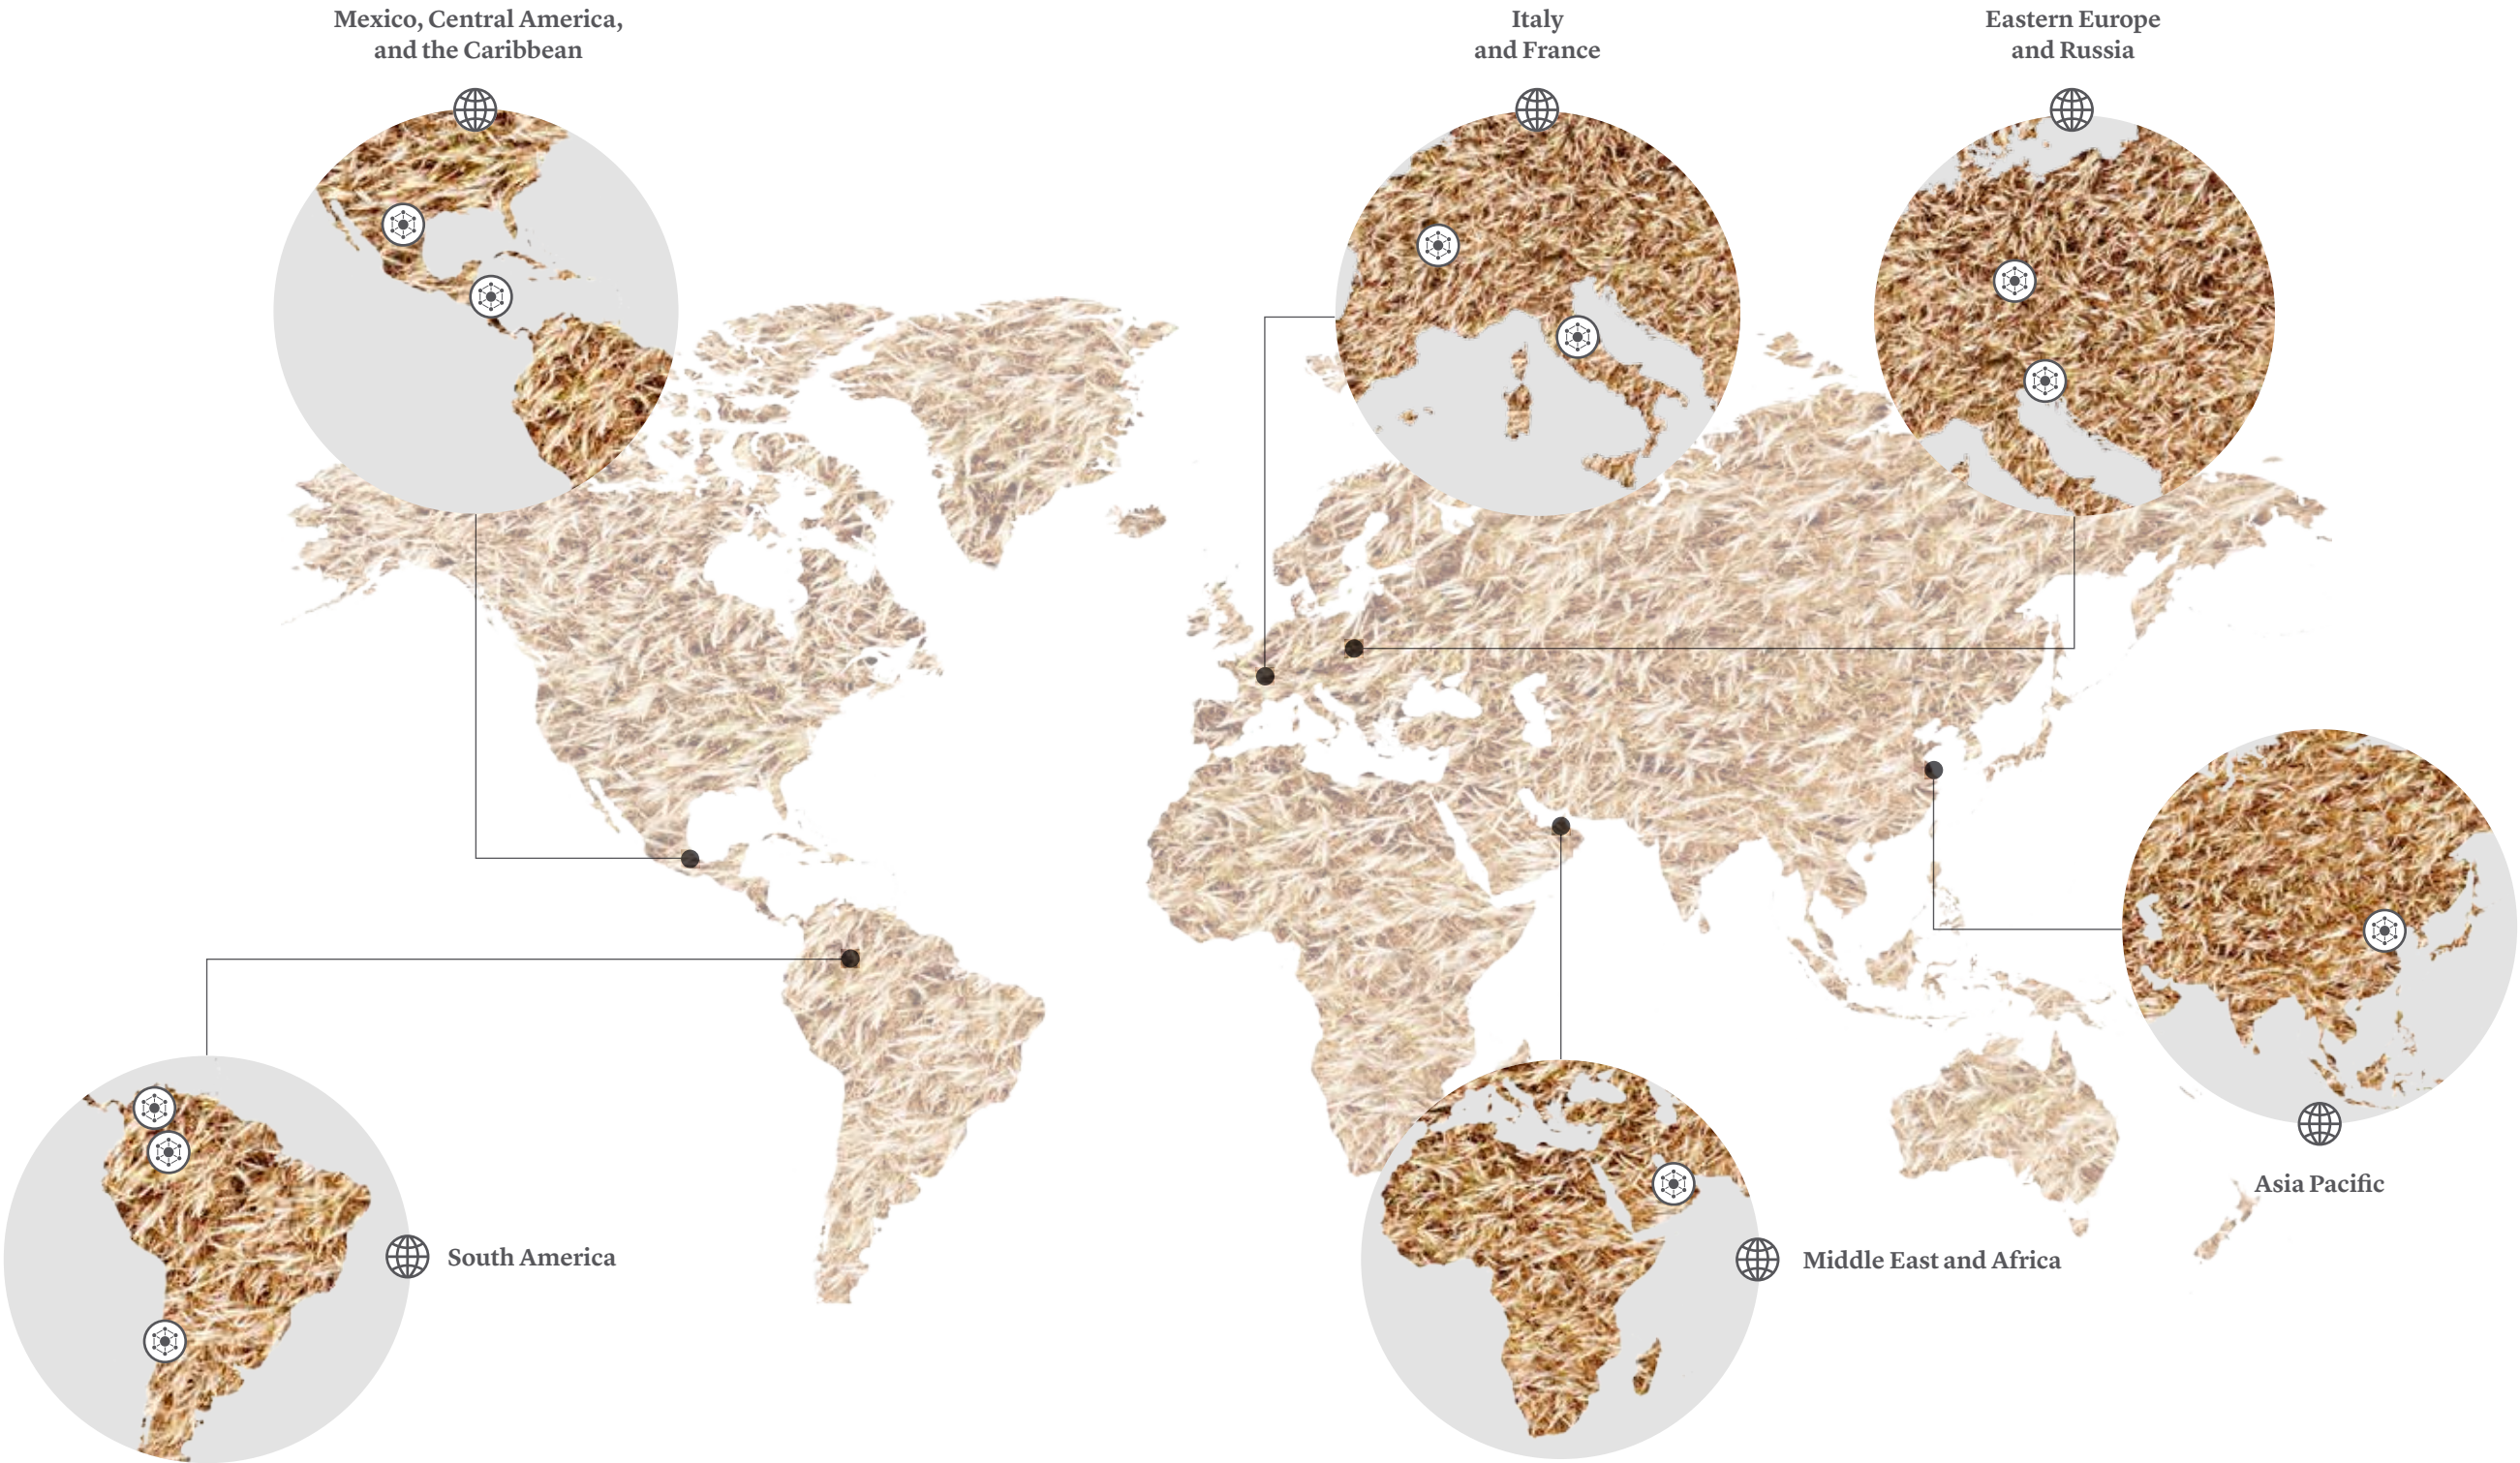 Mexico, Central America,
and the Caribbean
Italy
and France
Eastern Europe
and Russia
Asia Pacific
South America
Middle East and Africa